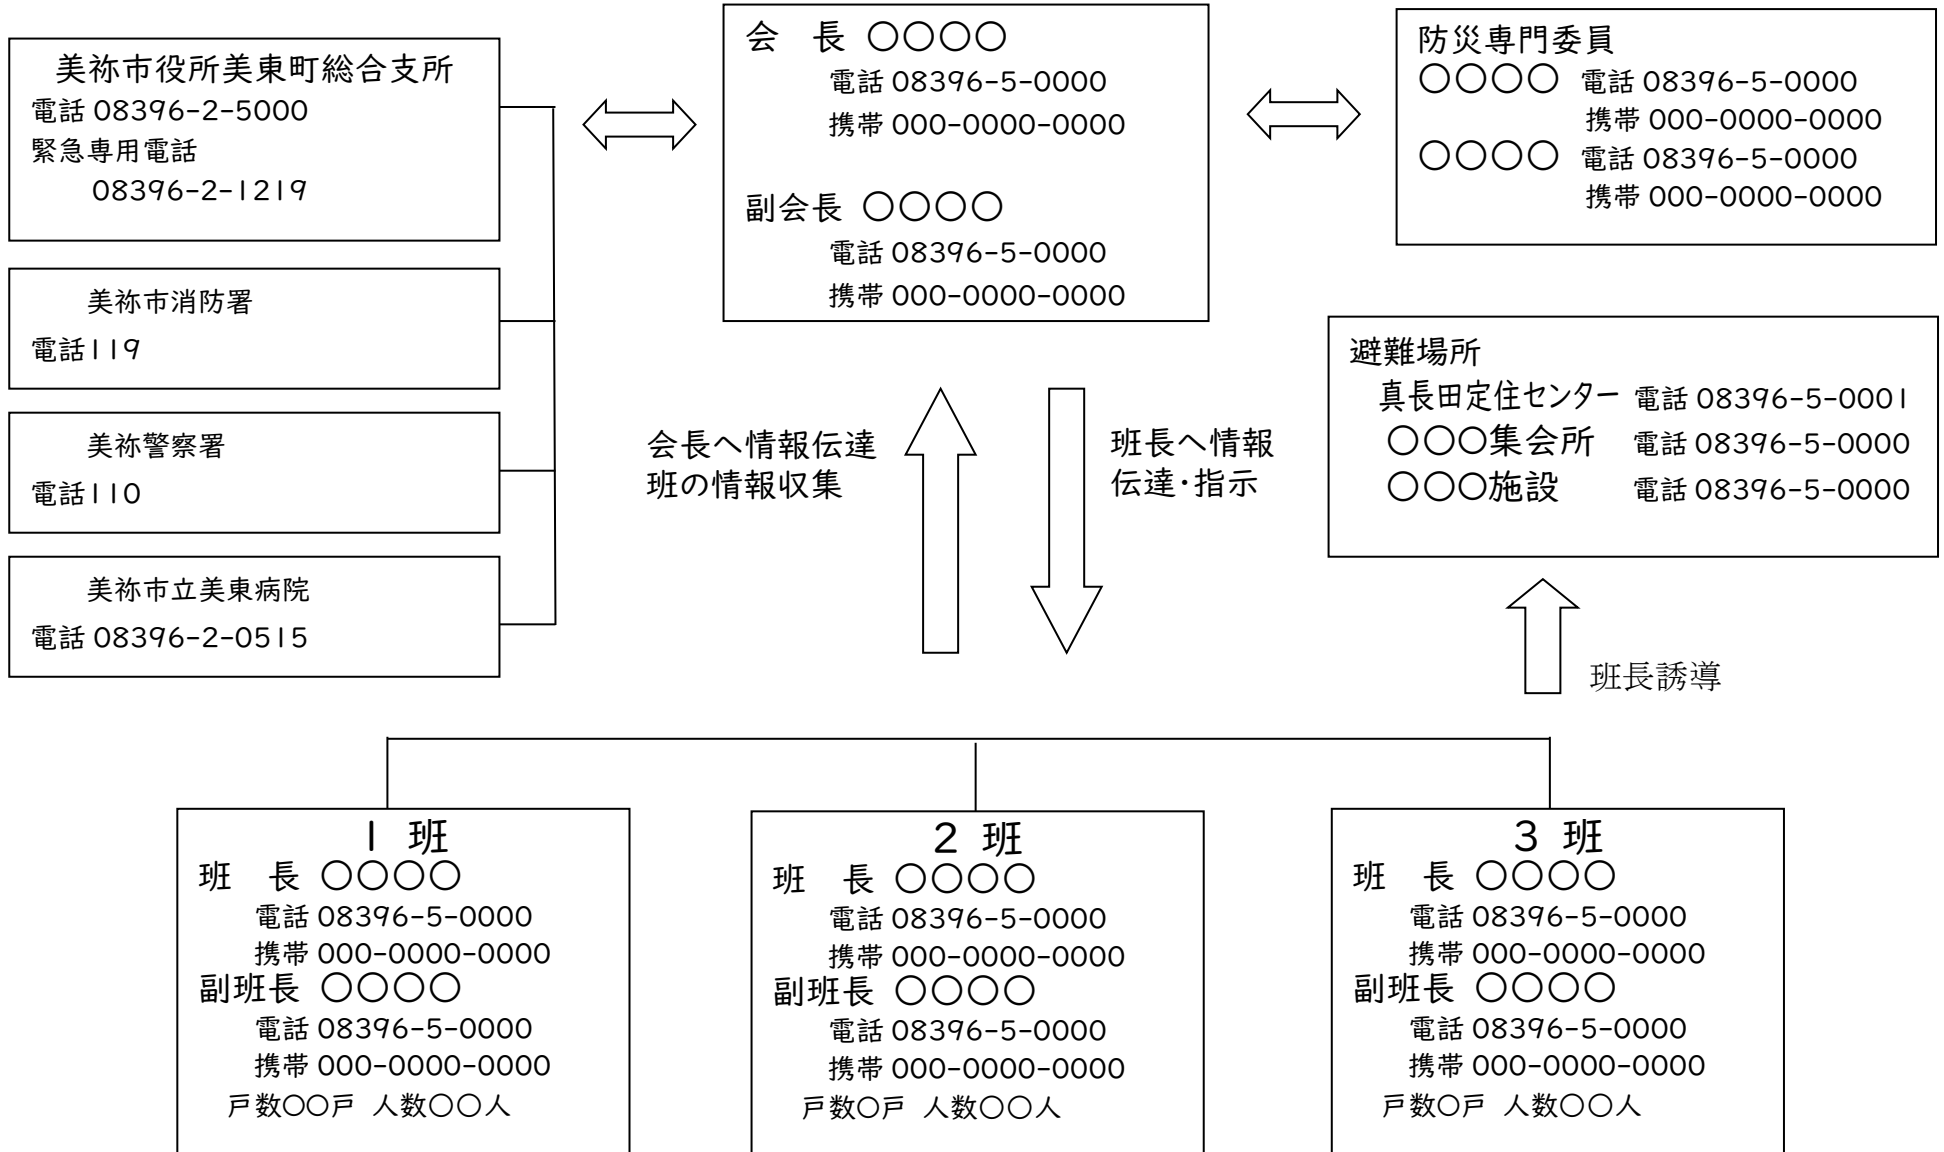 美祢市役所美東町総合支所
電話 08396-2-5000
緊急専用電話
08396-2-1219
美祢市消防署
電話119
美祢警察署
電話110
美祢市立美東病院
電話 08396-2-0515
会 長 ○○○○
電話 08396-5-0000
携帯 000-0000-0000
副会長 ○○○○
電話 08396-5-0000
携帯 000-0000-0000
防災専門委員
○○○○ 電話 08396-5-0000
携帯 000-0000-0000
○○○○ 電話 08396-5-0000
携帯 000-0000-0000
避難場所
真長田定住センター 電話 08396-5-0001
○○○集会所 電話 08396-5-0000
○○○施設 電話 08396-5-0000
会長へ情報伝達
班の情報収集
班長へ情報
伝達・指示
班長誘導
1 班
班 長 ○○○○
電話 08396-5-0000
携帯 000-0000-0000
副班長 ○○○○
電話 08396-5-0000
携帯 000-0000-0000
戸数○○戸 人数○○人
2 班
班 長 ○○○○
電話 08396-5-0000
携帯 000-0000-0000
副班長 ○○○○
電話 08396-5-0000
携帯 000-0000-0000
戸数○戸 人数○○人
3 班
班 長 ○○○○
電話 08396-5-0000
携帯 000-0000-0000
副班長 ○○○○
電話 08396-5-0000
携帯 000-0000-0000
戸数○戸 人数○○人